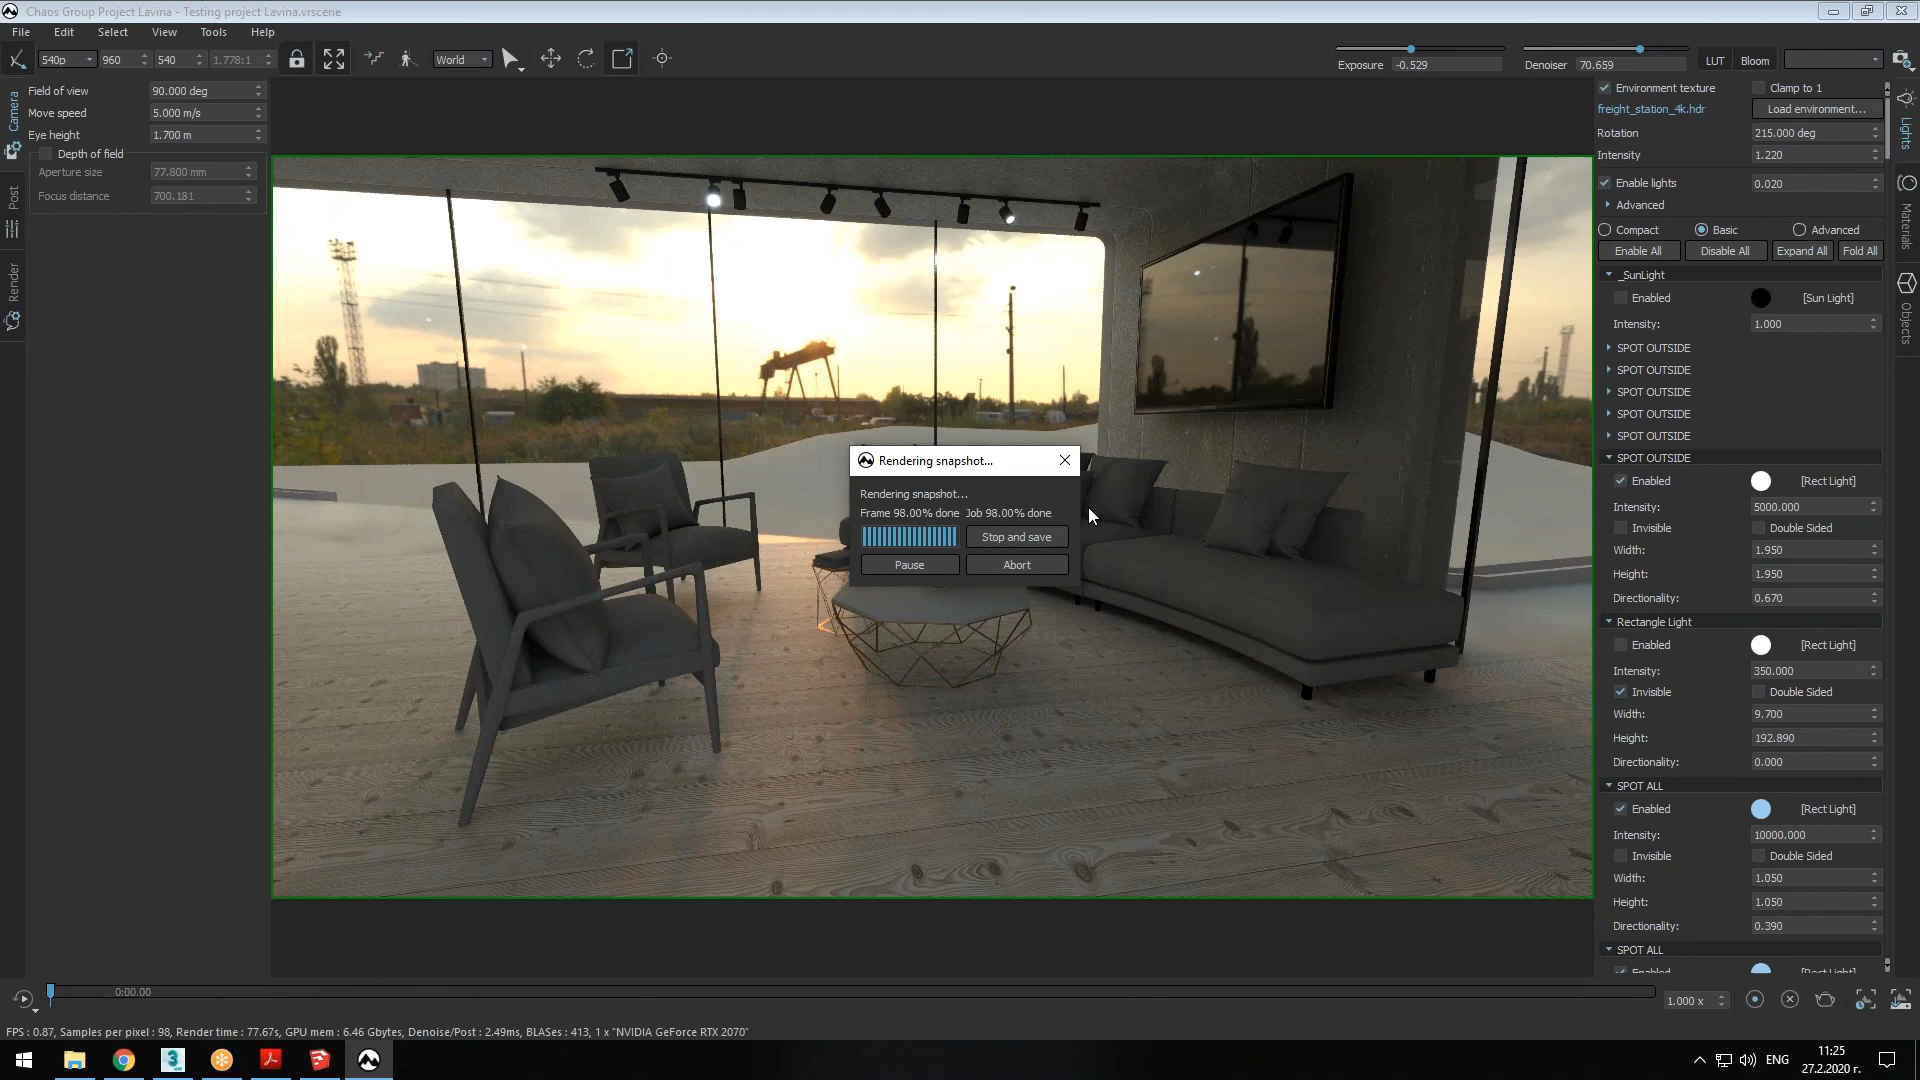 Chaos Group Project Lavina - Testing project Lavina.vrscene
File Edit Select View Tools Help
540p 960 540 1.778:1 World
Exposure -0.529 Denoiser 70.659 LUT Bloom
Camera
Post
Render
Field of view 90.000 deg
Move speed 5.000 m/s
Eye height 1.700 m
Depth of field
Aperture size 77.800 mm
Focus distance 700.181
Rendering snapshot...
Rendering snapshot...
Frame 98.00% done Job 98.00% done
Stop and save
Pause Abort
Environment texture Clamp to 1
freight_station_4k.hdr Load environment...
Rotation 215.000 deg
Intensity 1.220
Enable lights 0.020
Advanced
Compact Basic Advanced
Enable All Disable All Expand All Fold All
_SunLight
Enabled [Sun Light]
Intensity: 1.000
SPOT OUTSIDE
SPOT OUTSIDE
SPOT OUTSIDE
SPOT OUTSIDE
SPOT OUTSIDE
SPOT OUTSIDE
Enabled [Rect Light]
Intensity: 5000.000
Invisible Double Sided
Width: 1.950
Height: 1.950
Directionality: 0.670
Rectangle Light
Enabled [Rect Light]
Intensity: 350.000
Invisible Double Sided
Width: 9.700
Height: 192.890
Directionality: 0.000
SPOT ALL
Enabled [Rect Light]
Intensity: 10000.000
Invisible Double Sided
Width: 1.050
Height: 1.050
Directionality: 0.390
SPOT ALL
Enabled [Rect Light]
Lights
Materials
Objects
0:00.00
1.000 x
FPS : 0.87, Samples per pixel : 98, Render time : 77.67s, GPU mem : 6.46 Gbytes, Denoise/Post : 2.49ms, BLASes : 413, 1 x "NVIDIA GeForce RTX 2070"
ENG
11:25
27.2.2020 г.